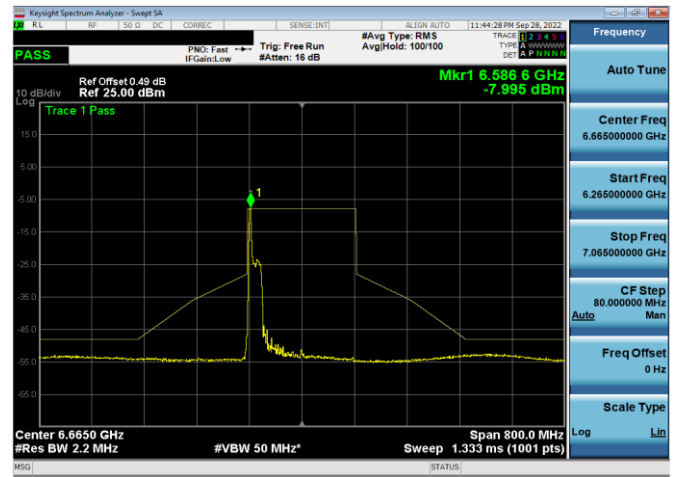 Keysight Spectrum Analyzer - Swept SA
LXI RL RF 50 Ω DC CORREC SENSE:INT ALIGN AUTO 11:44:28 PM Sep 28, 2022
PASS
PNO: Fast
IFGain:Low
Trig: Free Run
#Atten: 16 dB
#Avg Type: RMS
Avg|Hold: 100/100
TRACE 1 2 3 4 5 6
TYPE A WWWWW
DET A P N N N N
Ref Offset 0.49 dB
10 dB/div Ref 25.00 dBm
Mkr1 6.586 6 GHz
-7.995 dBm
Log
Trace 1 Pass
15.0
5.00
1
-5.00
-15.0
-25.0
-35.0
-45.0
-55.0
-65.0
Center 6.6650 GHz Span 800.0 MHz
#Res BW 2.2 MHz #VBW 50 MHz* Sweep 1.333 ms (1001 pts)
MSG STATUS
Frequency
Auto Tune
Center Freq
6.665000000 GHz
Start Freq
6.265000000 GHz
Stop Freq
7.065000000 GHz
CF Step
80.000000 MHz
Auto Man
Freq Offset
0 Hz
Scale Type
Log Lin